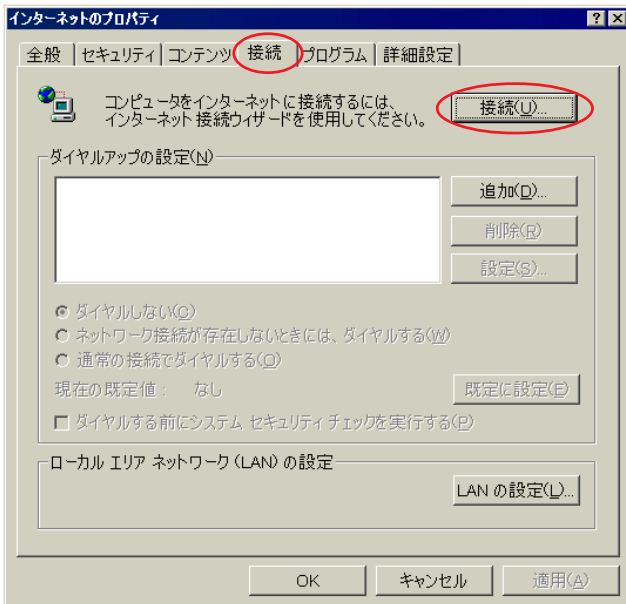 インターネットのプロパティ
全般 セキュリティ コンテンツ 接続 プログラム 詳細設定
コンピュータをインターネットに接続するには、
インターネット接続ウィザードを使用してください。
接続(U)...
ダイヤルアップの設定(N)
追加(D)...
削除(R)
設定(S)...
ダイヤルしない(C)
ネットワーク接続が存在しないときには、ダイヤルする(W)
通常の接続でダイヤルする(O)
現在の既定値： なし
既定に設定(E)
ダイヤルする前にシステム セキュリティ チェックを実行する(P)
ローカル エリア ネットワーク (LAN) の設定
LAN の設定(L)...
OK キャンセル 適用(A)